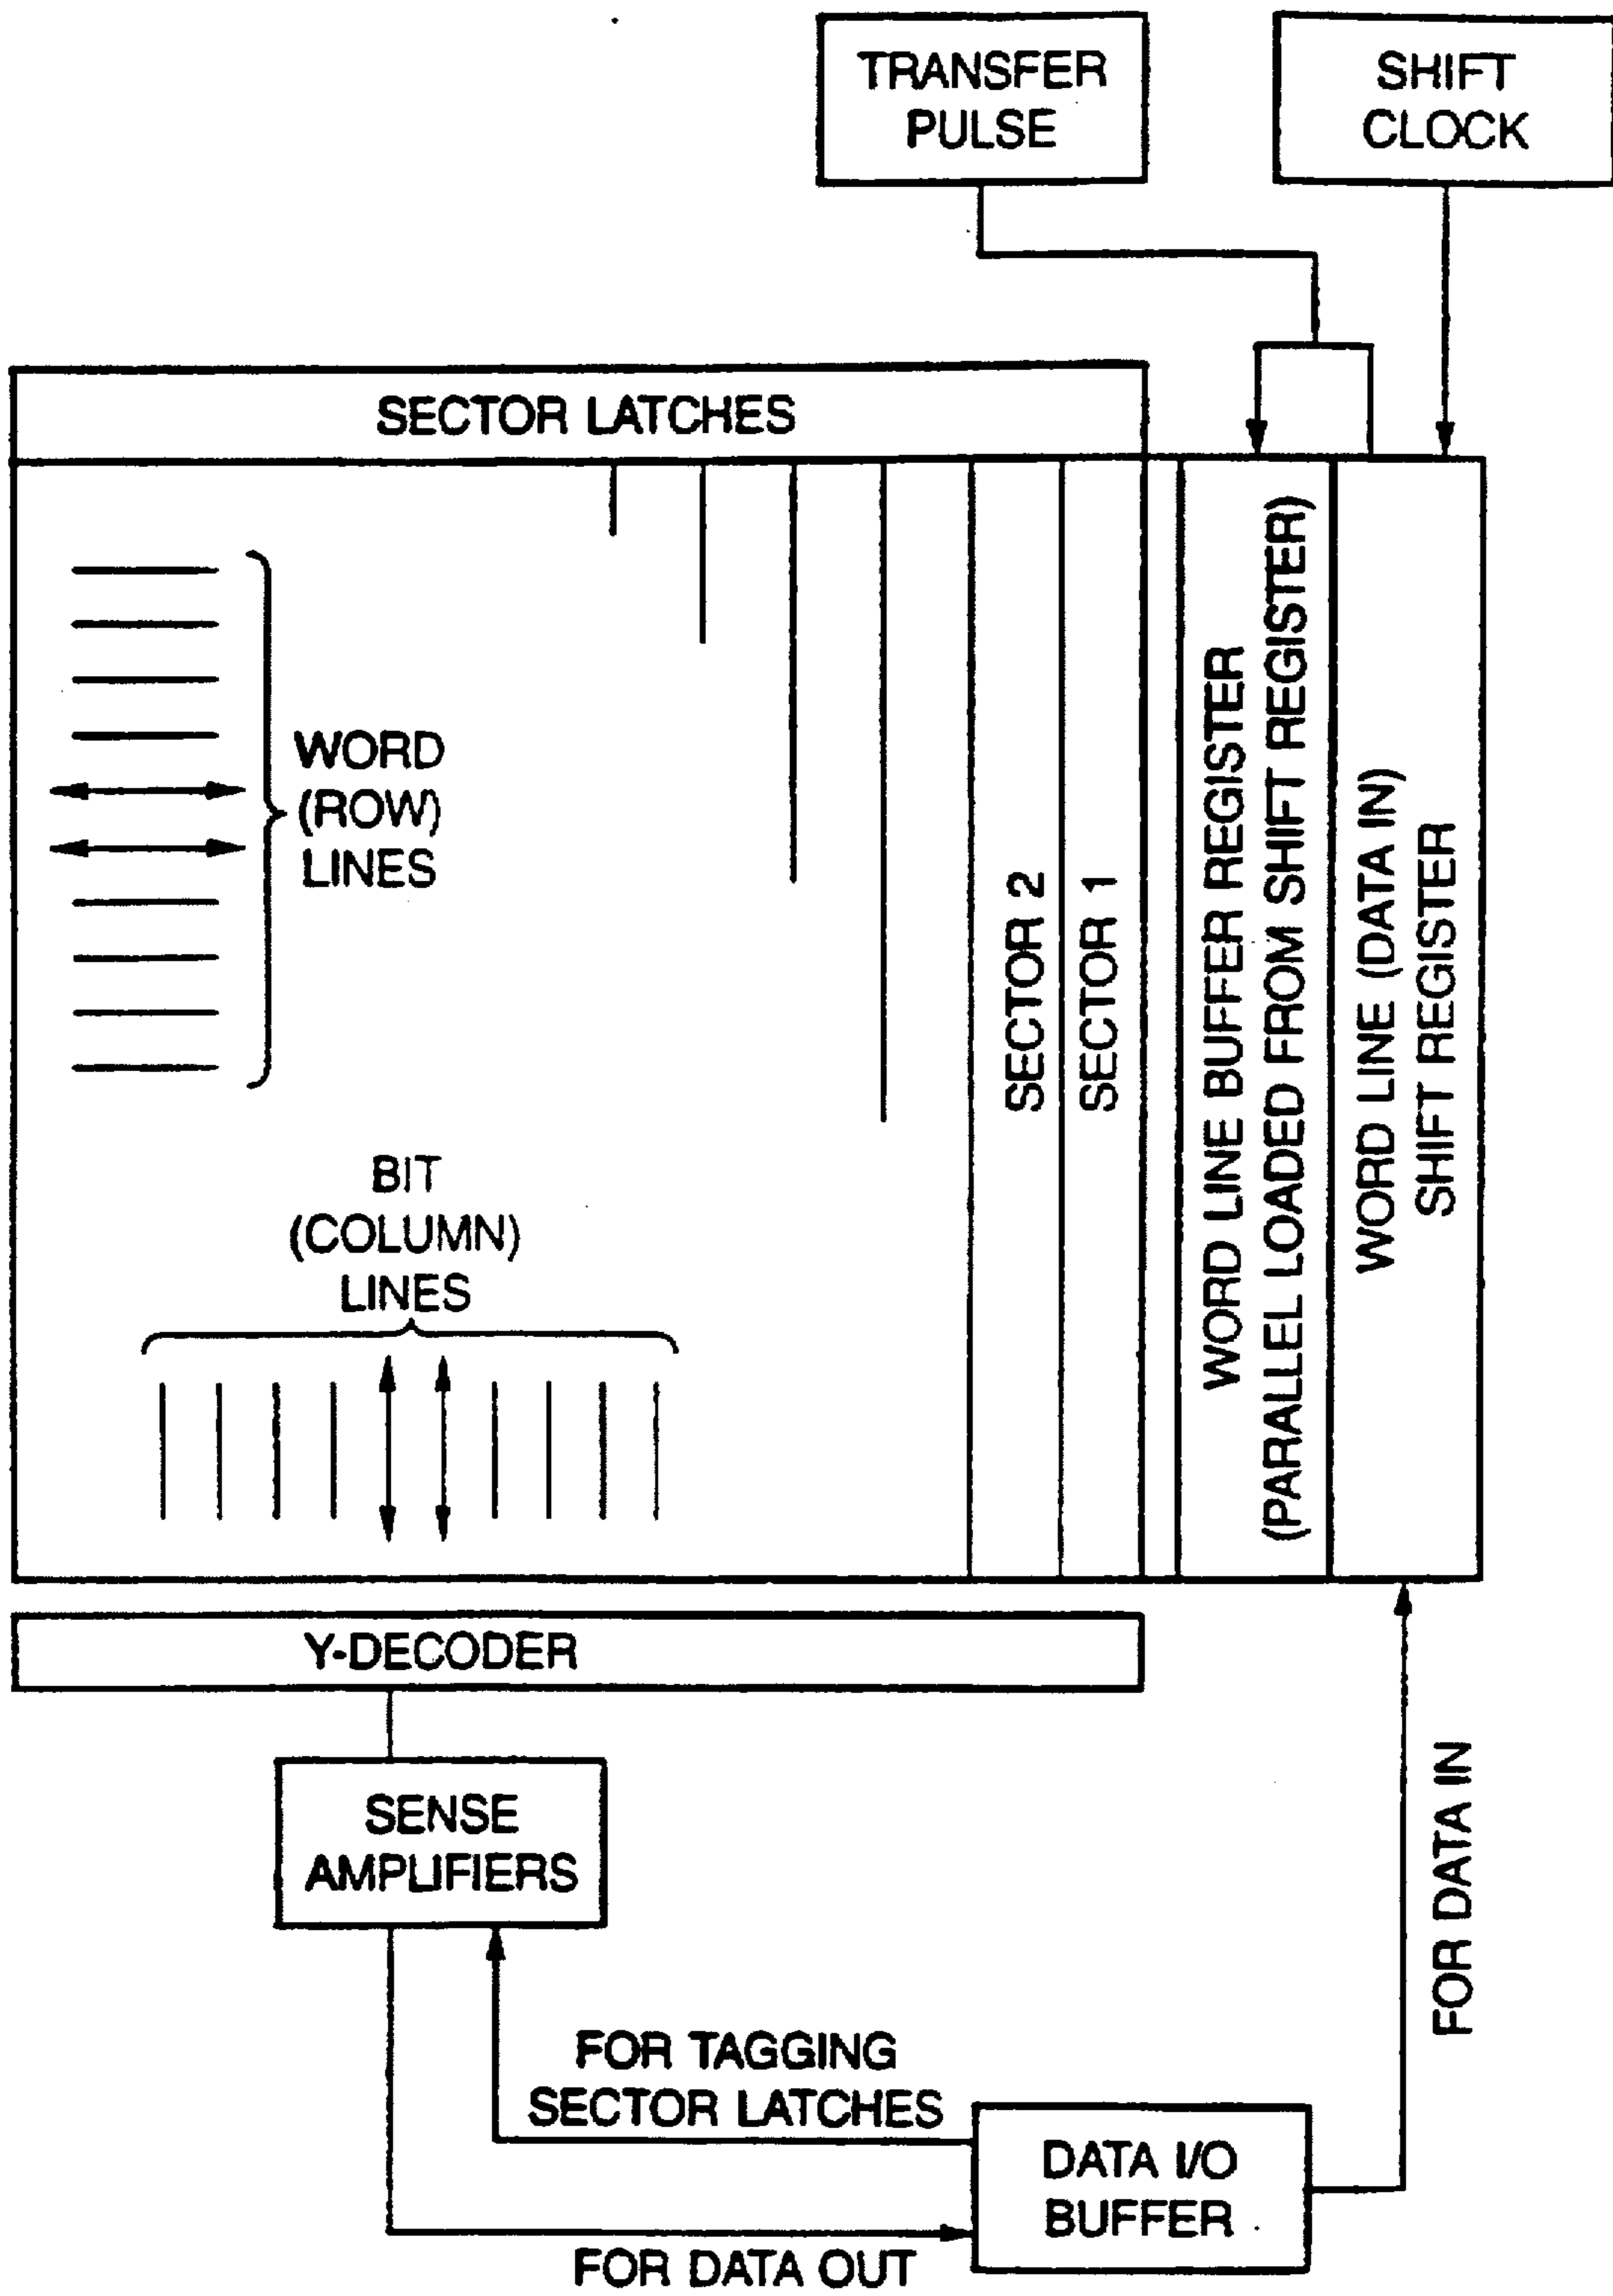 TRANSFER
PULSE
SHIFT
CLOCK
SECTOR LATCHES
WORD
(ROW)
LINES
BIT
(COLUMN)
LINES
SECTOR 2
SECTOR 1
WORD LINE BUFFER REGISTER
(PARALLEL LOADED FROM SHIFT REGISTER)
WORD LINE (DATA IN)
SHIFT REGISTER
Y-DECODER
SENSE
AMPLIFIERS
FOR DATA IN
FOR TAGGING
SECTOR LATCHES
DATA I/O
BUFFER
FOR DATA OUT